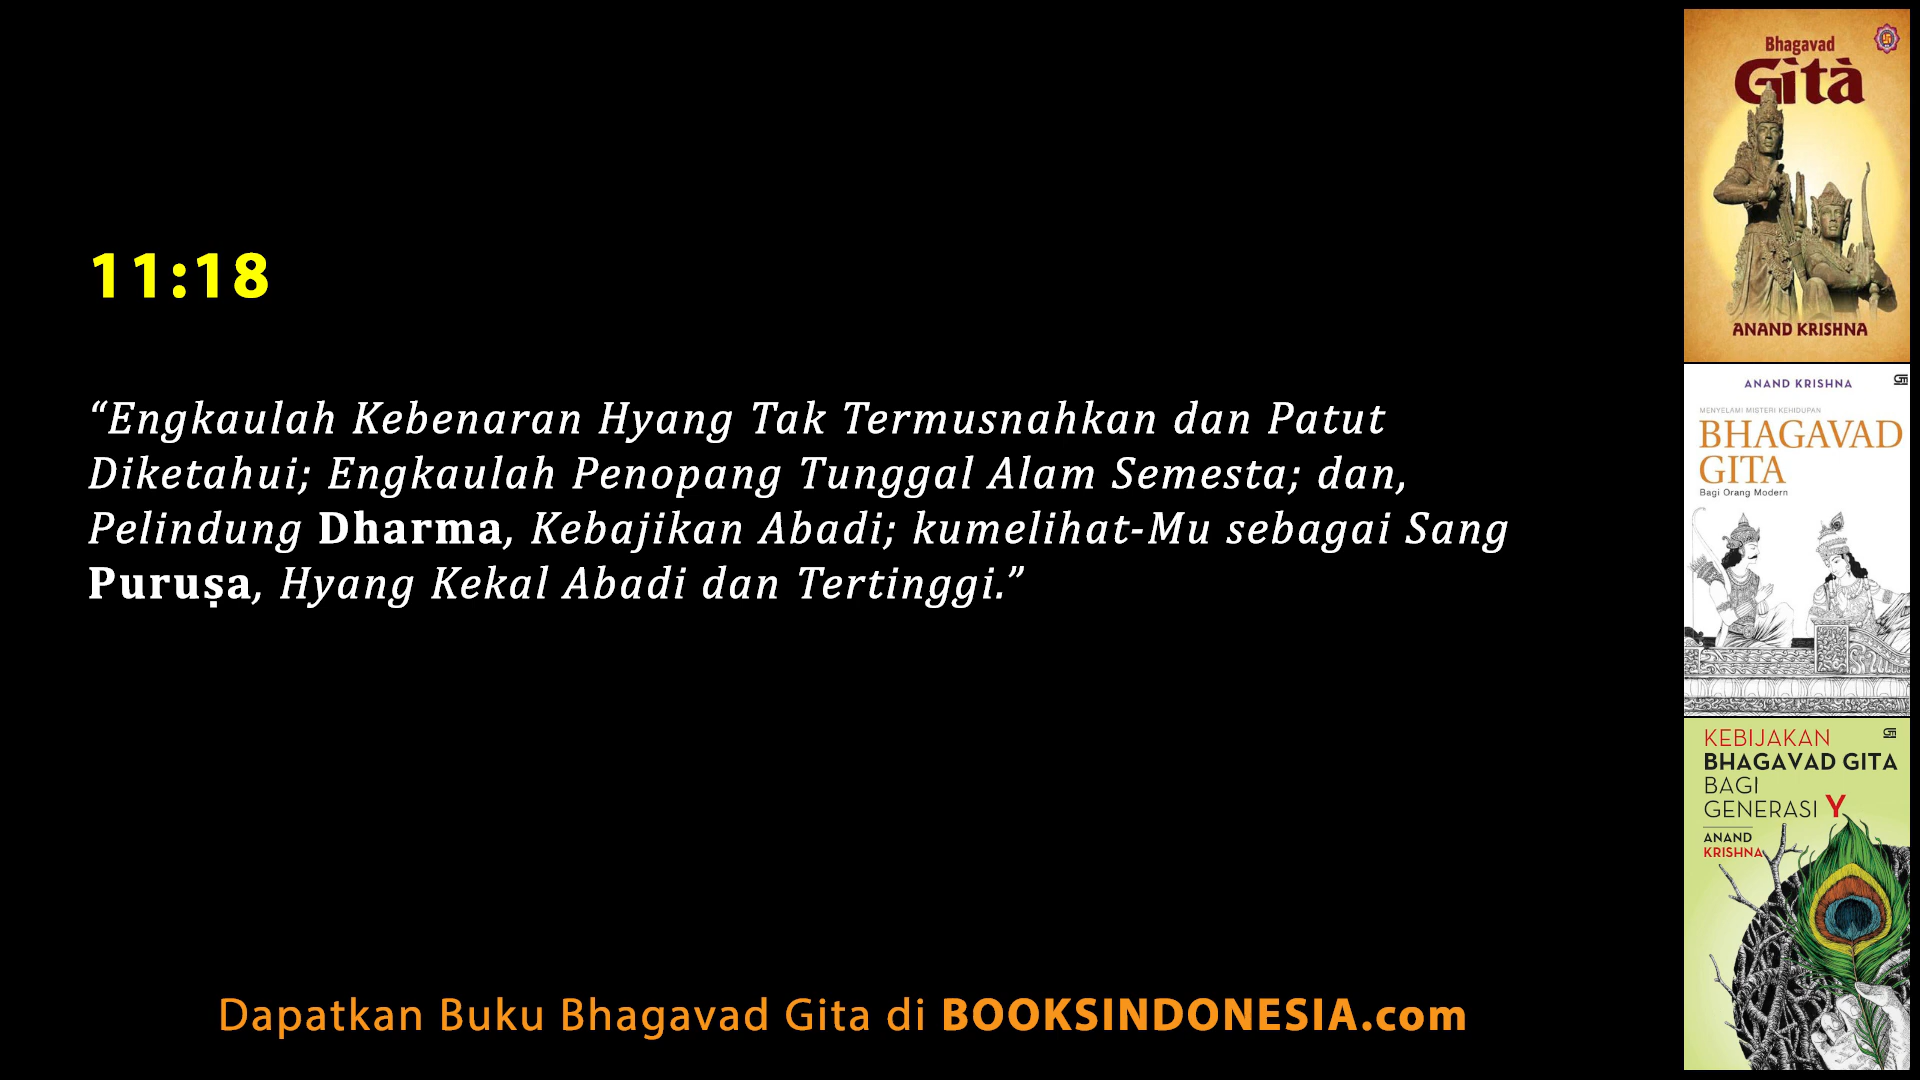 11:18
“Engkaulah Kebenaran Hyang Tak Termusnahkan dan Patut
Diketahui; Engkaulah Penopang Tunggal Alam Semesta; dan,
Pelindung Dharma, Kebajikan Abadi; kumelihat-Mu sebagai Sang
Puruṣa, Hyang Kekal Abadi dan Tertinggi.”
Dapatkan Buku Bhagavad Gita di BOOKSINDONESIA.com
Bhagavad
Gità
ANAND KRISHNA
ANAND KRISHNA
MENYELAMI MISTERI KEHIDUPAN
BHAGAVAD
GITA
Bagi Orang Modern
KEBIJAKAN
BHAGAVAD GITA
BAGI
GENERASI Y
ANAND
KRISHNA